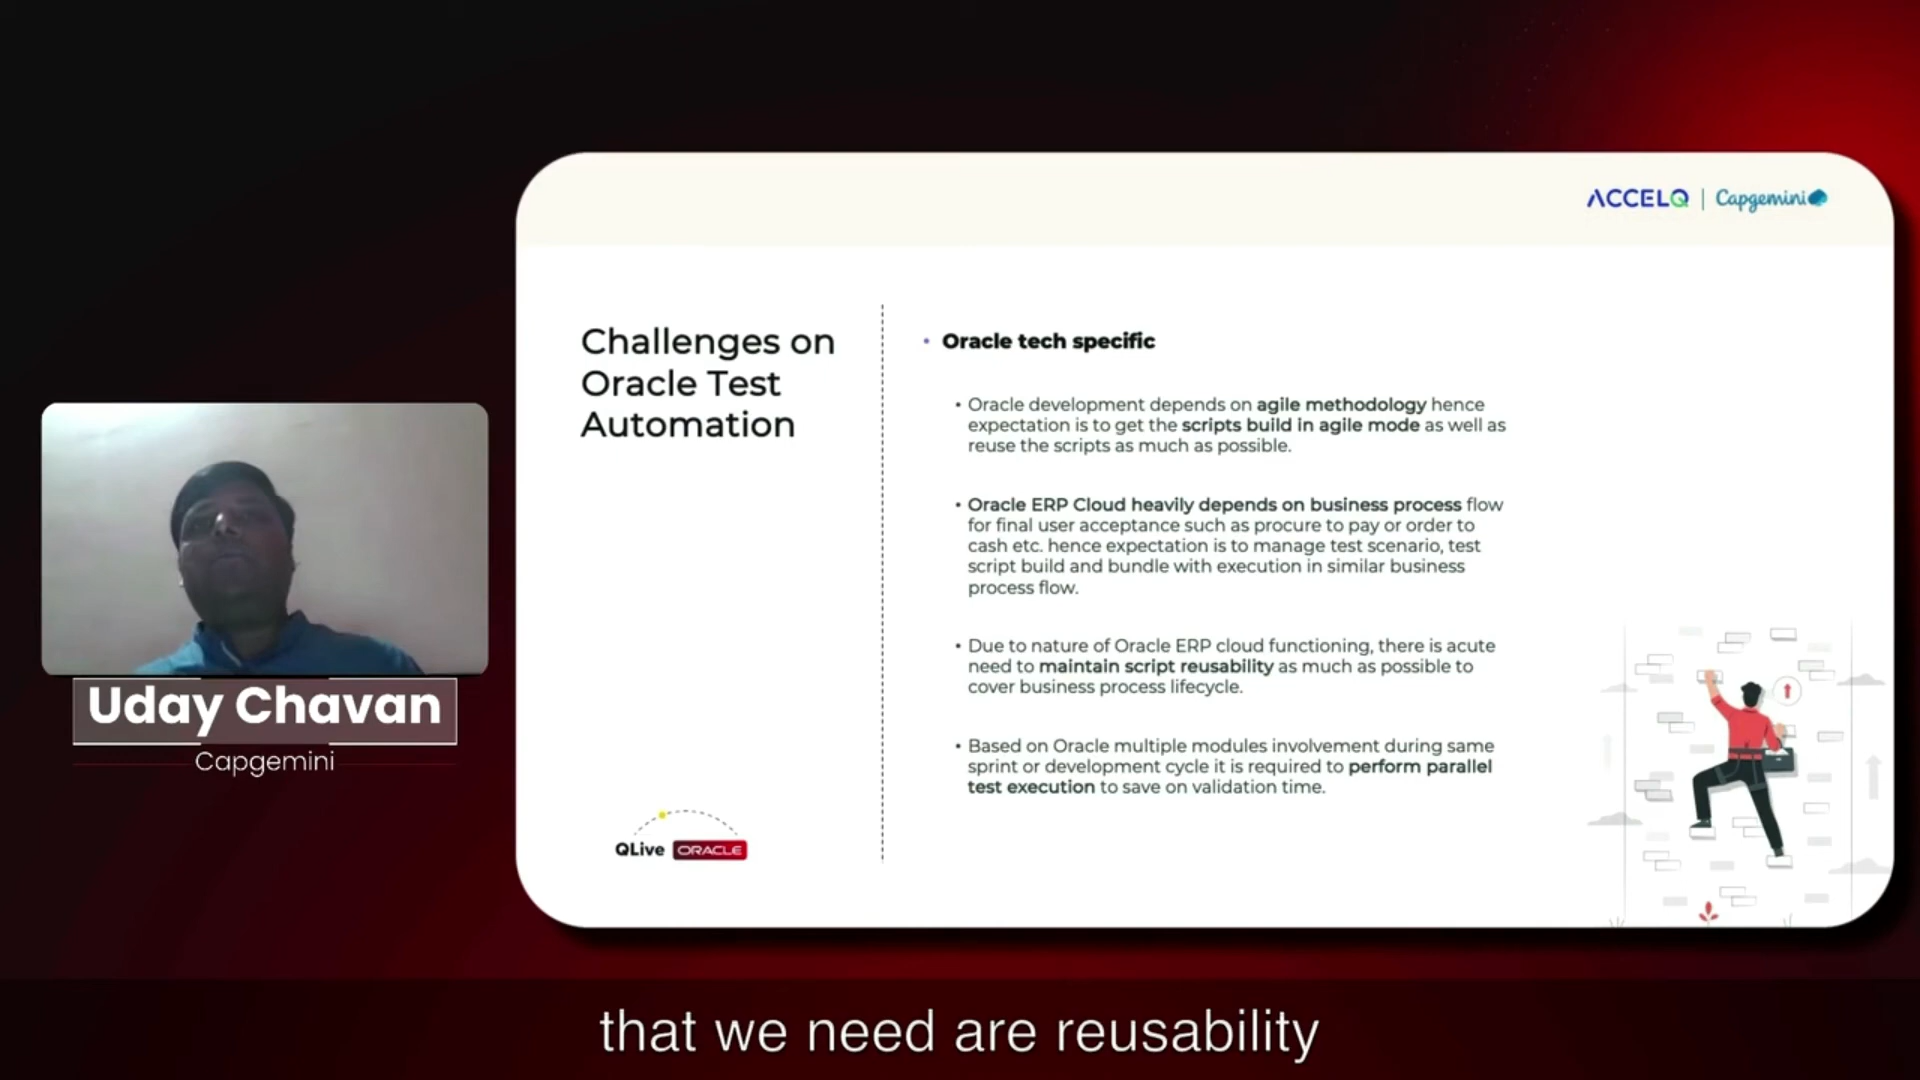 ACCELQ | Capgemini
Challenges on
Oracle Test
Automation
• Oracle tech specific
• Oracle development depends on agile methodology hence
expectation is to get the scripts build in agile mode as well as
reuse the scripts as much as possible.
• Oracle ERP Cloud heavily depends on business process flow
for final user acceptance such as procure to pay or order to
cash etc. hence expectation is to manage test scenario, test
script build and bundle with execution in similar business
process flow.
• Due to nature of Oracle ERP cloud functioning, there is acute
need to maintain script reusability as much as possible to
cover business process lifecycle.
• Based on Oracle multiple modules involvement during same
sprint or development cycle it is required to perform parallel
test execution to save on validation time.
QLive ORACLE
Uday Chavan
Capgemini
that we need are reusability